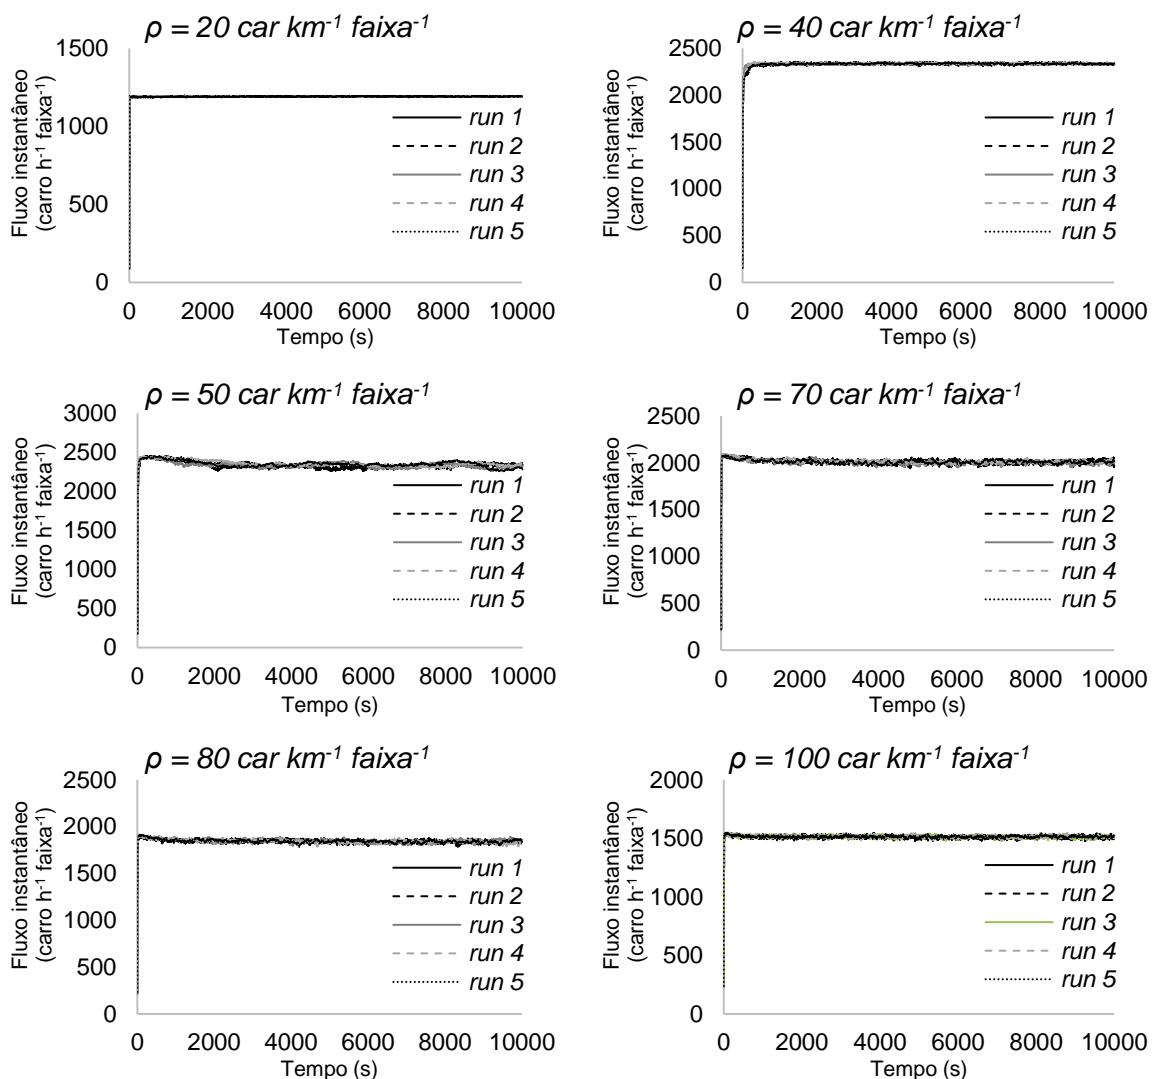 ρ = 20 car km⁻¹ faixa⁻¹
Fluxo instantâneo
(carro h⁻¹ faixa⁻¹)
1500
1000
500
0
run 1
run 2
run 3
run 4
run 5
0 2000 4000 6000 8000 10000
Tempo (s)
ρ = 40 car km⁻¹ faixa⁻¹
Fluxo instantâneo
(carro h⁻¹ faixa⁻¹)
2500
2000
1500
1000
500
0
run 1
run 2
run 3
run 4
run 5
0 2000 4000 6000 8000 10000
Tempo (s)
ρ = 50 car km⁻¹ faixa⁻¹
Fluxo instantâneo
(carro h⁻¹ faixa⁻¹)
3000
2500
2000
1500
1000
500
0
run 1
run 2
run 3
run 4
run 5
0 2000 4000 6000 8000 10000
Tempo (s)
ρ = 70 car km⁻¹ faixa⁻¹
Fluxo instantâneo
(carro h⁻¹ faixa⁻¹)
2500
2000
1500
1000
500
0
run 1
run 2
run 3
run 4
run 5
0 2000 4000 6000 8000 10000
Tempo (s)
ρ = 80 car km⁻¹ faixa⁻¹
Fluxo instantâneo
(carro h⁻¹ faixa⁻¹)
2500
2000
1500
1000
500
0
run 1
run 2
run 3
run 4
run 5
0 2000 4000 6000 8000 10000
Tempo (s)
ρ = 100 car km⁻¹ faixa⁻¹
Fluxo instantâneo
(carro h⁻¹ faixa⁻¹)
2000
1500
1000
500
0
run 1
run 2
run 3
run 4
run 5
0 2000 4000 6000 8000 10000
Tempo (s)